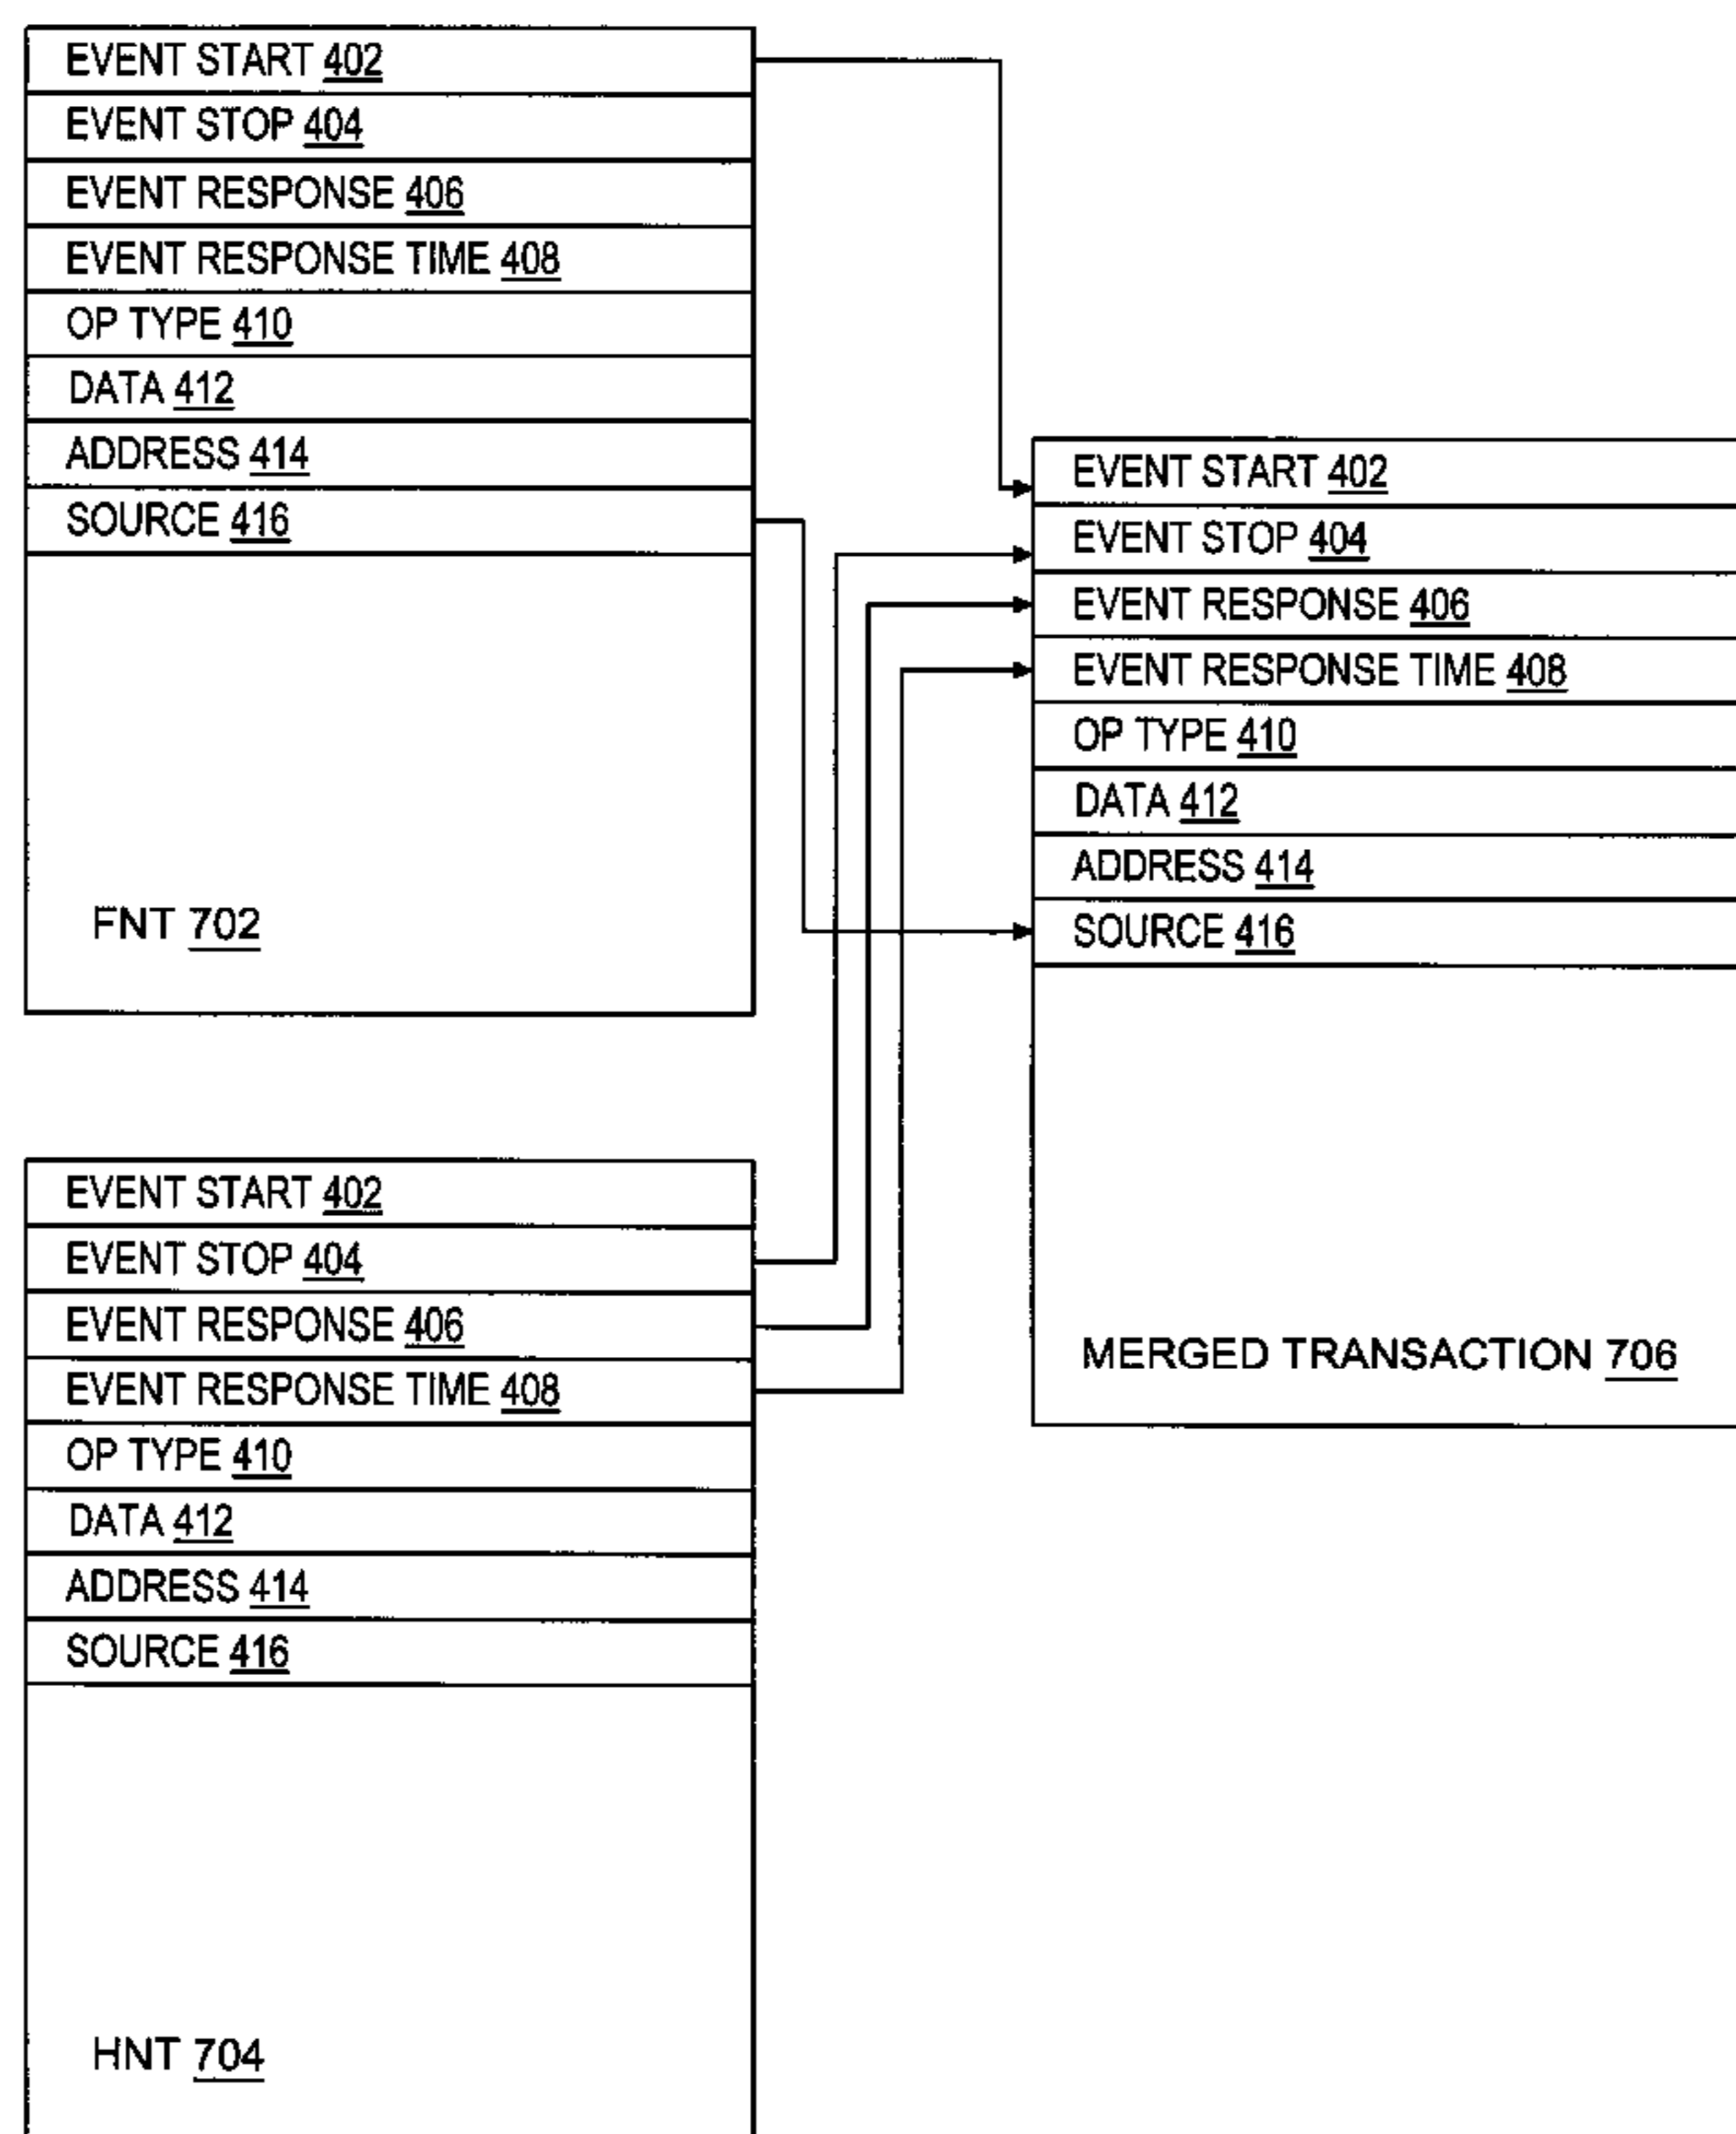 EVENT START 402
EVENT STOP 404
EVENT RESPONSE 406
EVENT RESPONSE TIME 408
OP TYPE 410
DATA 412
ADDRESS 414
SOURCE 416
FNT 702
EVENT START 402
EVENT STOP 404
EVENT RESPONSE 406
EVENT RESPONSE TIME 408
OP TYPE 410
DATA 412
ADDRESS 414
SOURCE 416
HNT 704
EVENT START 402
EVENT STOP 404
EVENT RESPONSE 406
EVENT RESPONSE TIME 408
OP TYPE 410
DATA 412
ADDRESS 414
SOURCE 416
MERGED TRANSACTION 706